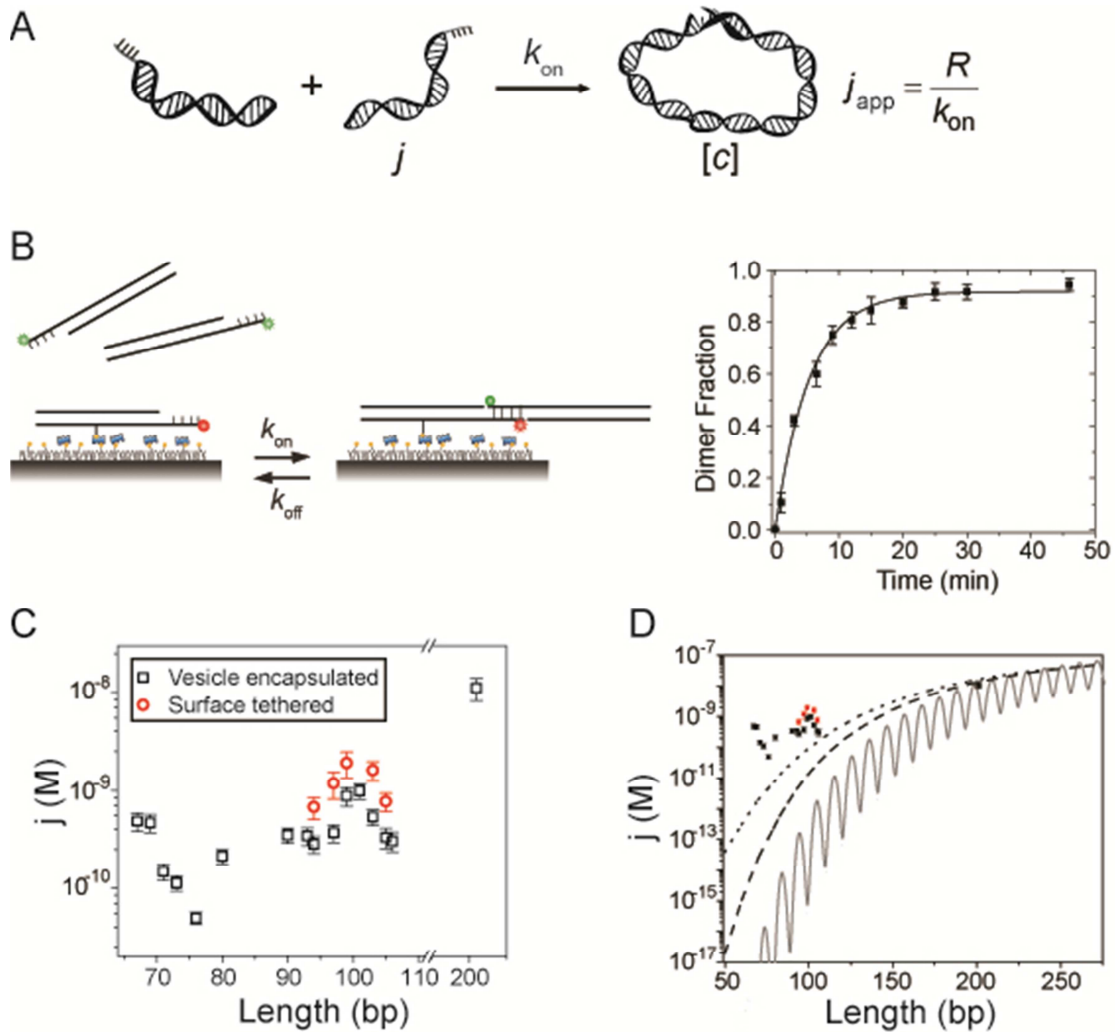 A
+
k_on
j
[c]
j_app = R / k_on
B
k_on
k_off
1.0
0.8
0.6
0.4
0.2
0.0
Dimer Fraction
0 10 20 30 40 50
Time (min)
C
Vesicle encapsulated
Surface tethered
10^-8
10^-9
10^-10
j (M)
70 80 90 100 110 200
Length (bp)
D
10^-7
10^-9
10^-11
10^-13
10^-15
10^-17
j (M)
50 100 150 200 250
Length (bp)